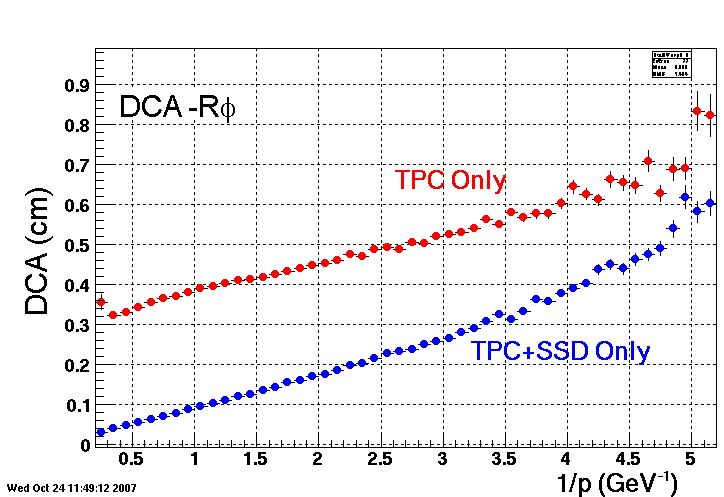 DCA -Rϕ
TPC Only
TPC+SSD Only
DCA (cm)
0.9
0.8
0.7
0.6
0.5
0.4
0.3
0.2
0.1
0
0.5 1 1.5 2 2.5 3 3.5 4 4.5 5
1/p (GeV⁻¹)
Wed Oct 24 11:49:12 2007